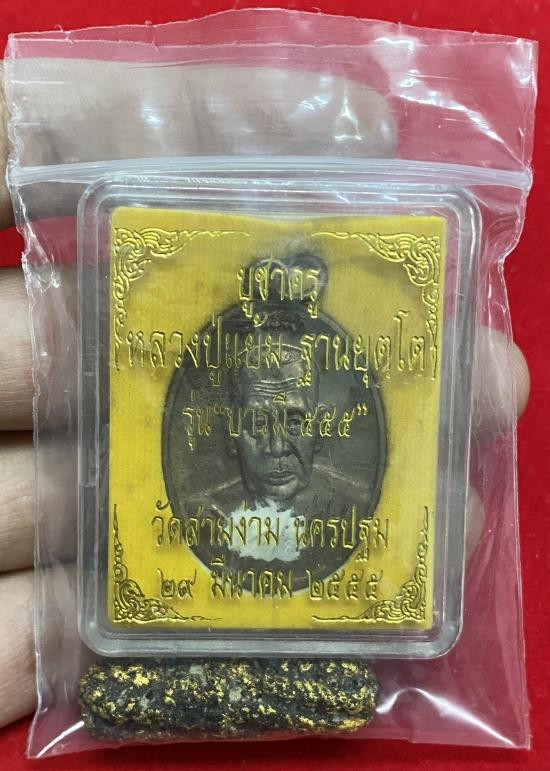 บูชาครู
หลวงปู่แย้ม ฐานยุตฺโต
รุ่น "บารมี ๕๕๕"
วัดสามง่าม นครปฐม
๒๙ มีนาคม ๒๕๕๕